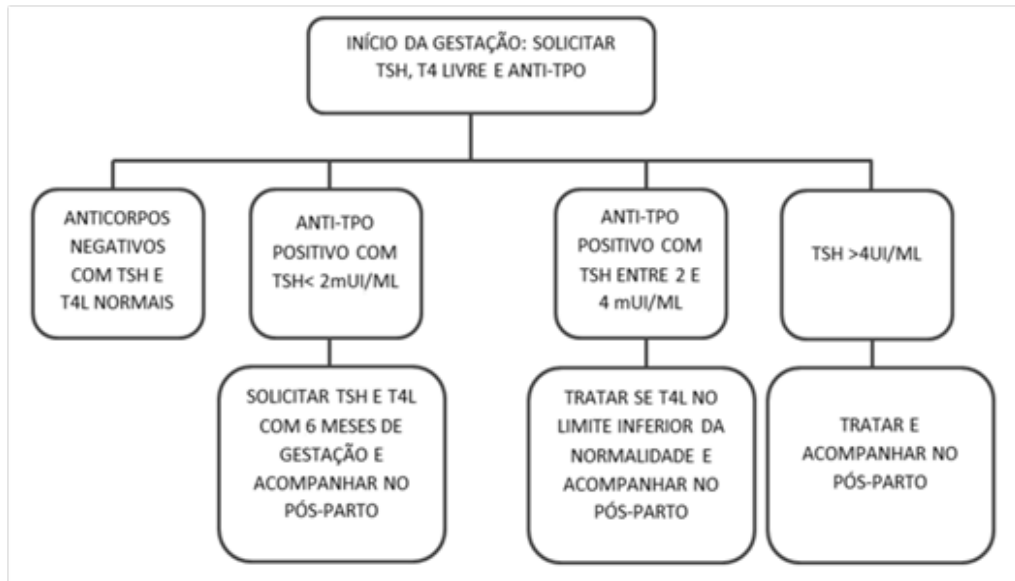 INÍCIO DA GESTAÇÃO: SOLICITAR
TSH, T4 LIVRE E ANTI-TPO
ANTICORPOS
NEGATIVOS
COM TSH E
T4L NORMAIS
ANTI-TPO
POSITIVO COM
TSH< 2mUI/ML
ANTI-TPO
POSITIVO COM
TSH ENTRE 2 E
4 mUI/ML
TSH >4UI/ML
SOLICITAR TSH E T4L
COM 6 MESES DE
GESTAÇÃO E
ACOMPANHAR NO
PÓS-PARTO
TRATAR SE T4L NO
LIMITE INFERIOR DA
NORMALIDADE E
ACOMPANHAR NO
PÓS-PARTO
TRATAR E
ACOMPANHAR NO
PÓS-PARTO